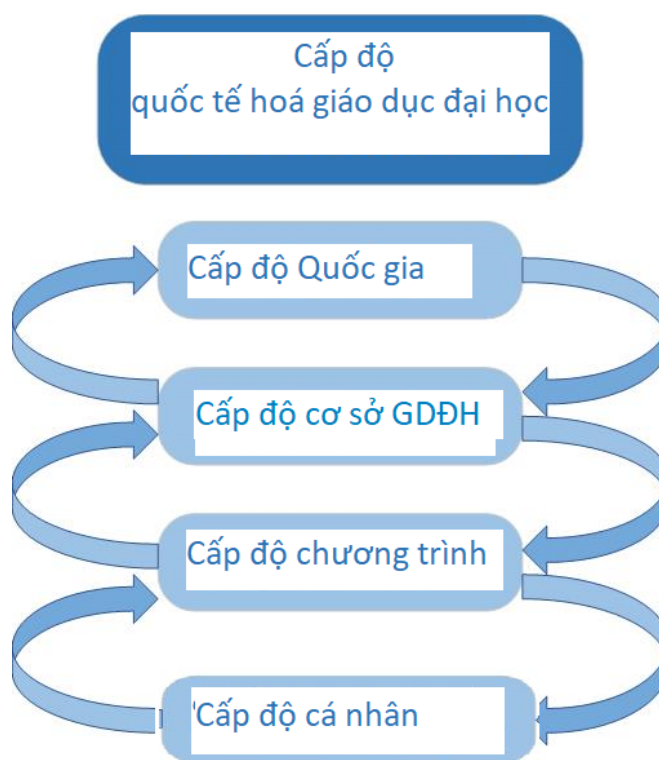 Cấp độ
quốc tế hoá giáo dục đại học
Cấp độ Quốc gia
Cấp độ cơ sở GDĐH
Cấp độ chương trình
'Cấp độ cá nhân